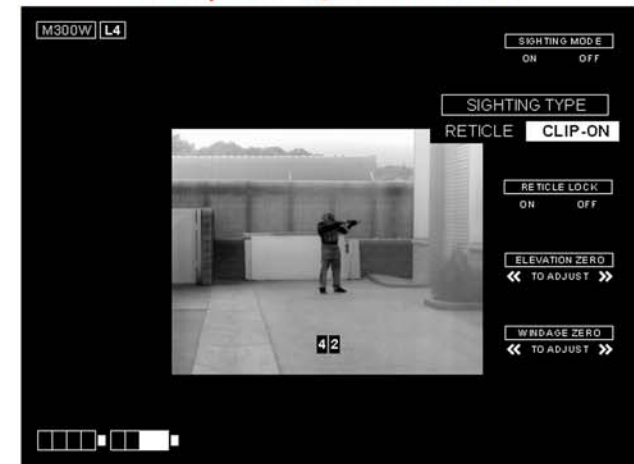 M300W L4
SIGHTING MODE
ON OFF
SIGHTING TYPE
RETICLE CLIP-ON
RETICLE LOCK
ON OFF
ELEVATION ZERO
« TO ADJUST »
WINDAGE ZERO
« TO ADJUST »
42